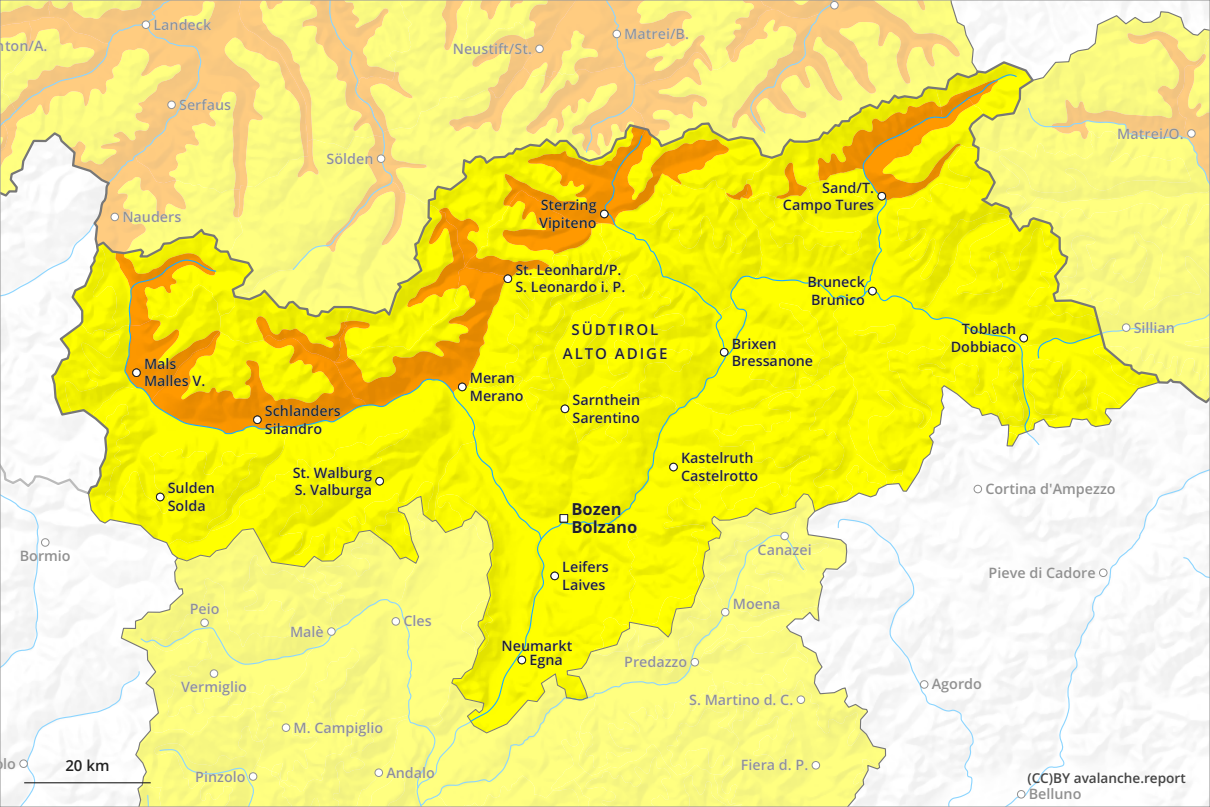 Landeck
nton/A.
Neustift/St.
Matrei/B.
Serfaus
Matrei/O.
Sölden
Nauders
Sand/T.
Campo Tures
Sterzing
Vipiteno
St. Leonhard/P.
S. Leonardo i. P.
Bruneck
Brunico
SÜDTIROL
ALTO ADIGE
Toblach
Dobbiaco
Sillian
Brixen
Bressanone
Mals
Malles V.
Meran
Merano
Sarnthein
Sarentino
Schlanders
Silandro
Kastelruth
Castelrotto
St. Walburg
S. Valburga
Sulden
Solda
Cortina d'Ampezzo
Bozen
Bolzano
Bormio
Canazei
Leifers
Laives
Pieve di Cadore
Peio
Moena
Cles
Malè
Neumarkt
Egna
Predazzo
Vermiglio
Agordo
S. Martino d. C.
M. Campiglio
olo
20 km
Pinzolo
Andalo
Fiera d. P.
(CC)BY avalanche.report
Belluno